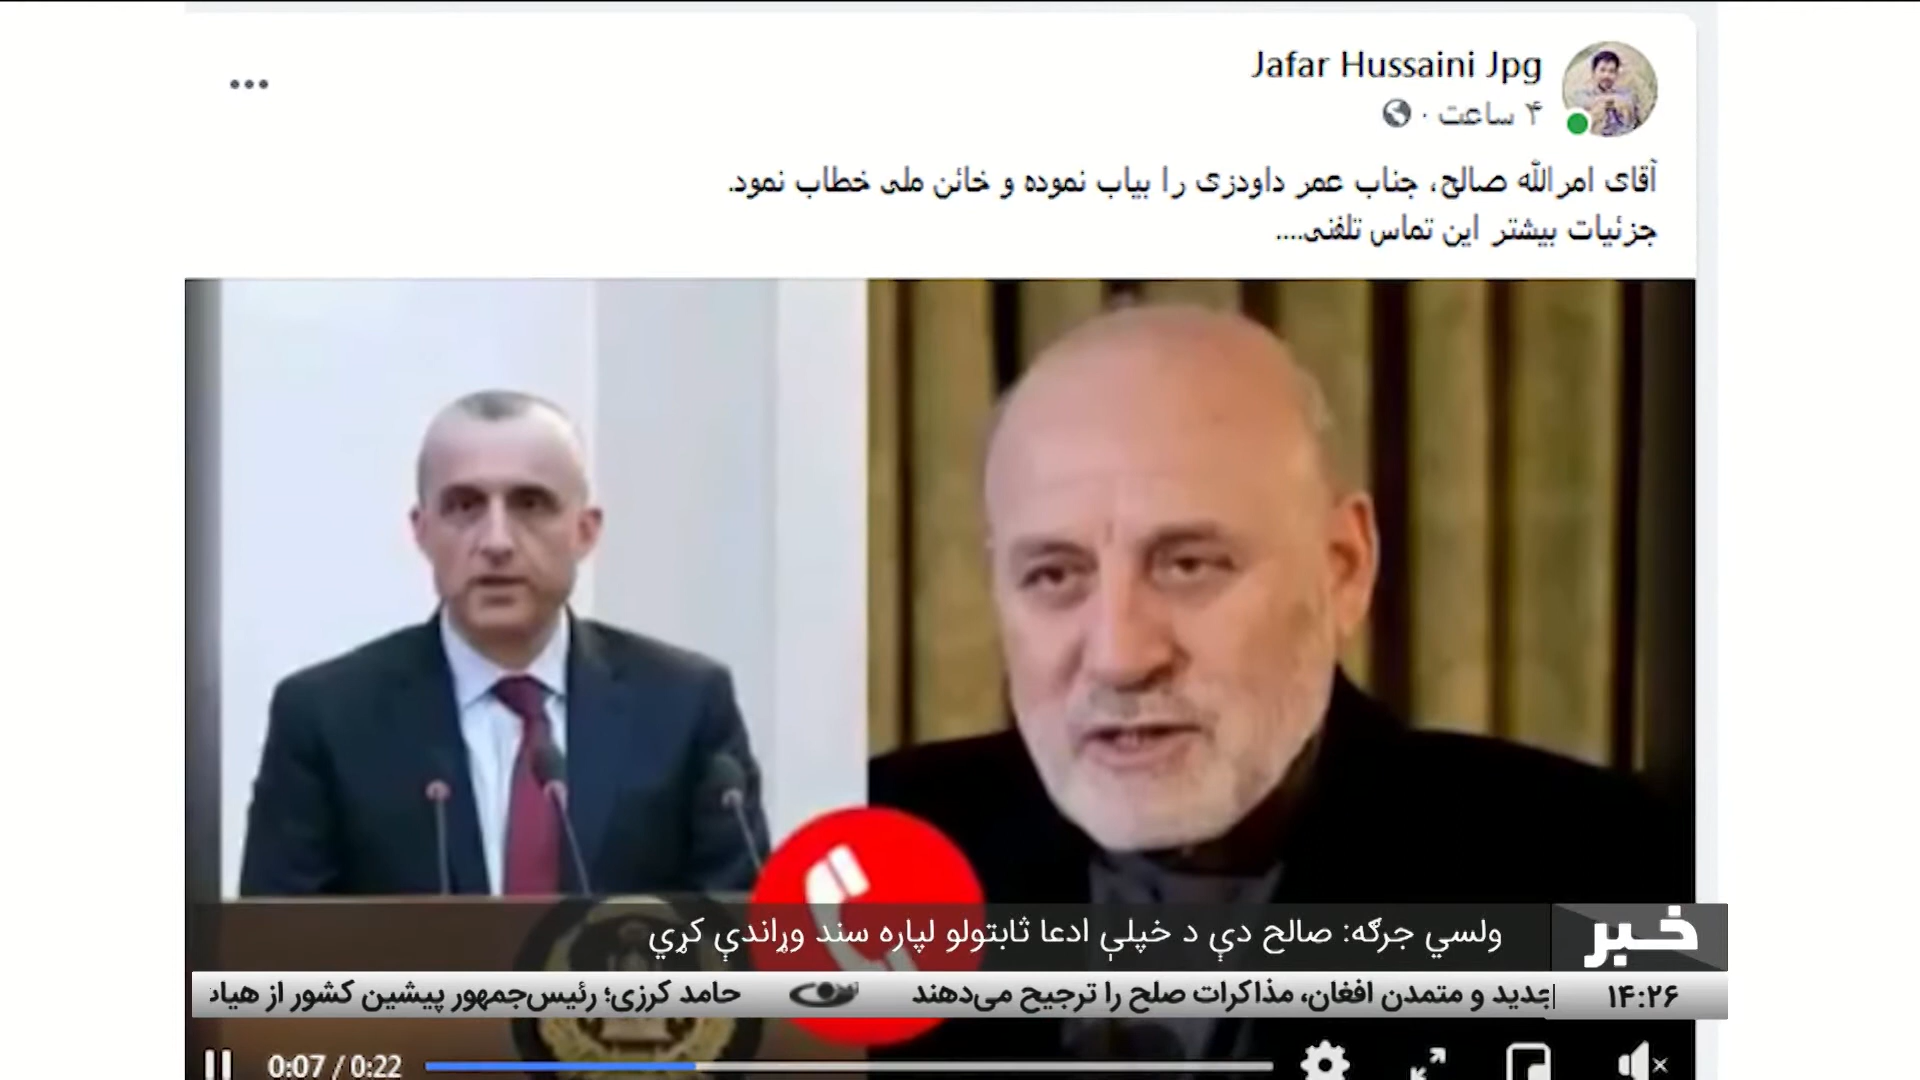 Jafar Hussaini Jpg
۴ ساعت ·
آقای امرالله صالح، جناب عمر داودزی را بیاب نموده و خائن ملی خطاب نمود.
جزئیات بیشتر این تماس تلفنی....
ولسي جرګه: صالح دې د خپلې ادعا ثابتولو لپاره سند وړاندې کړي
خبر
جدید و متمدن افغان، مذاکرات صلح را ترجیح می‌دهند
حامد کرزی؛ رئیس‌جمهور پیشین کشور از
۱۴:۲۶
0:07 / 0:22